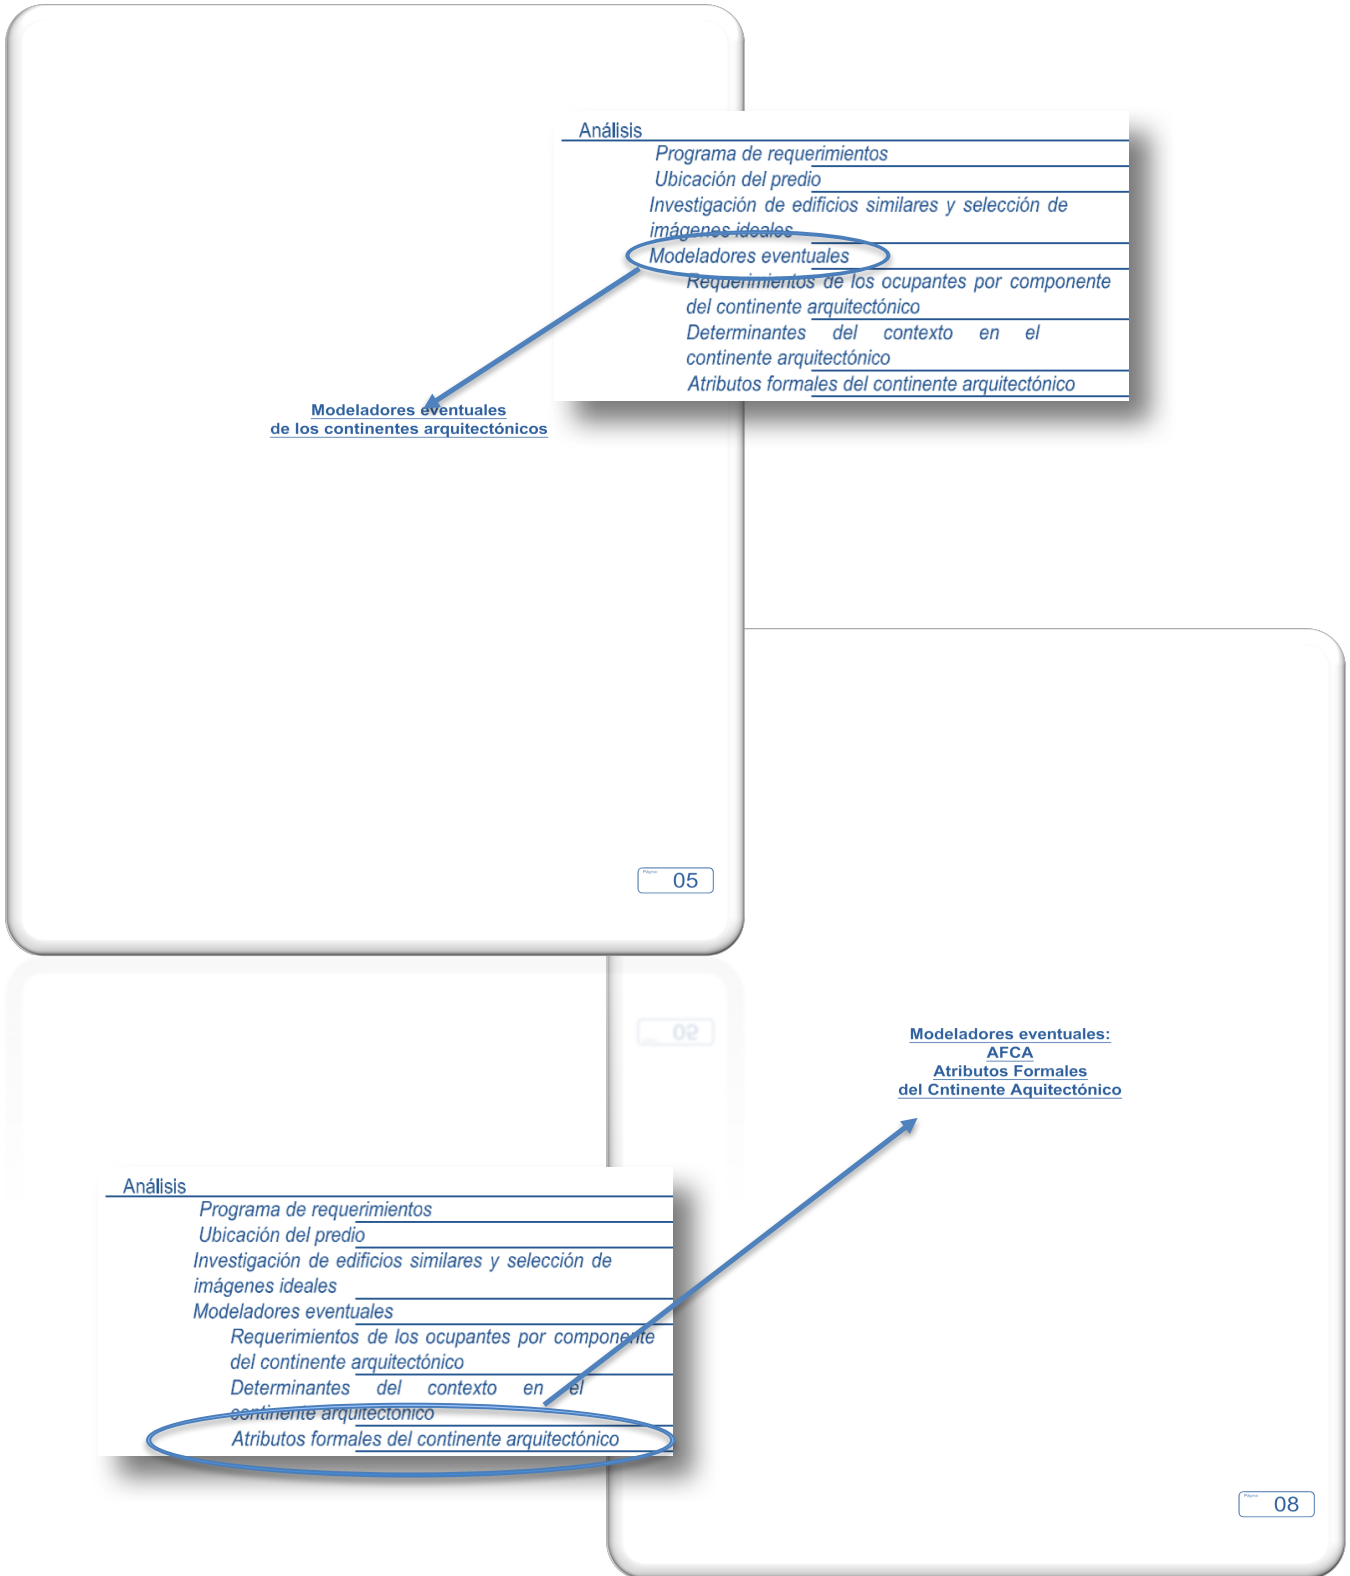 Análisis
Programa de requerimientos
Ubicación del predio
Investigación de edificios similares y selección de
imágenes ideales
Modeladores eventuales
Requerimientos de los ocupantes por componente
del continente arquitectónico
Determinantes del contexto en el
continente arquitectónico
Atributos formales del continente arquitectónico
Modeladores eventuales
de los continentes arquitectónicos
Página
05
Modeladores eventuales:
AFCA
Atributos Formales
del Cntinente Aquitectónico
Análisis
Programa de requerimientos
Ubicación del predio
Investigación de edificios similares y selección de
imágenes ideales
Modeladores eventuales
Requerimientos de los ocupantes por componente
del continente arquitectónico
Determinantes del contexto en el
continente arquitectónico
Atributos formales del continente arquitectónico
Página
08